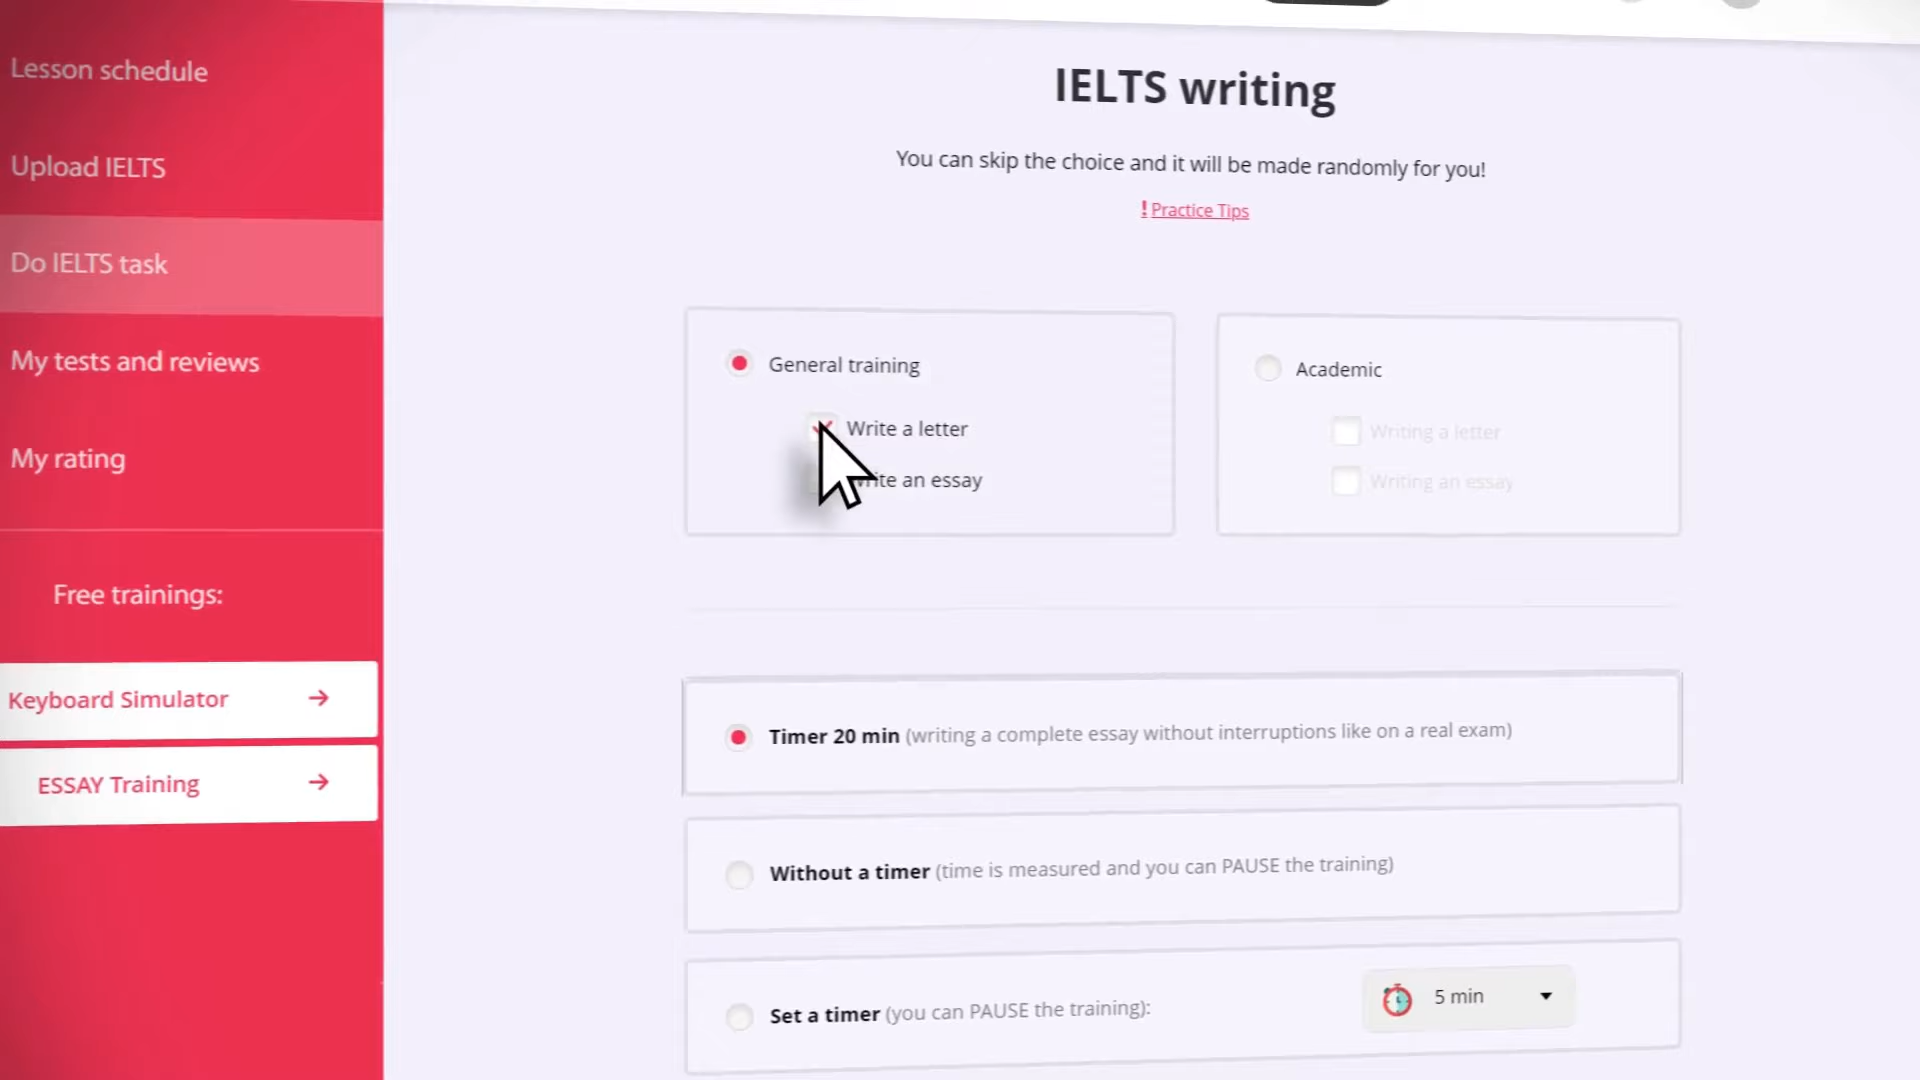 Lesson schedule
Upload IELTS
Do IELTS task
My tests and reviews
My rating
Free trainings:
Keyboard Simulator
ESSAY Training
IELTS writing
You can skip the choice and it will be made randomly for you!
! Practice Tips
General training
Write a letter
an essay
Academic
Writing a letter
Writing an essay
Timer 20 min (writing a complete essay without interruptions like on a real exam)
Without a timer (time is measured and you can PAUSE the training)
Set a timer (you can PAUSE the training):
5 min